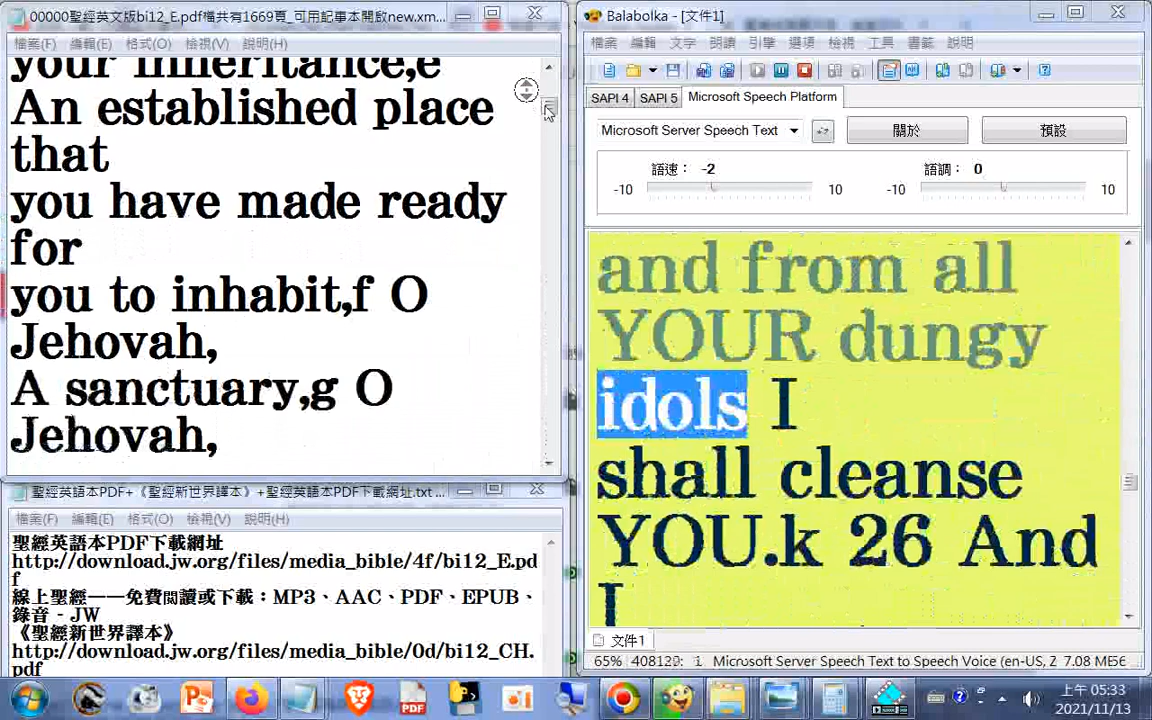 00000聖經英文版bi12_E.pdf檔共有1669頁_可用記事本開啟new.xm...
檔案(F) 編輯(E) 格式(O) 檢視(V) 說明(H)
your inheritance,e
An established place
that
you have made ready
for
you to inhabit,f O
Jehovah,
A sanctuary,g O
Jehovah,
聖經英語本PDF+《聖經新世界譯本》+聖經英語本PDF下載網址.txt ...
檔案(F) 編輯(E) 格式(O) 檢視(V) 說明(H)
聖經英語本PDF下載網址
http://download.jw.org/files/media_bible/4f/bi12_E.pd
f
線上聖經——免費閱讀或下載：MP3、AAC、PDF、EPUB、
錄音 - JW
《聖經新世界譯本》
http://download.jw.org/files/media_bible/0d/bi12_CH.
pdf
Balabolka - [文件1]
檔案 編輯 文字 朗讀 引擎 選項 檢視 工具 書籤 說明
SAPI 4 SAPI 5 Microsoft Speech Platform
Microsoft Server Speech Text 關於 預設
語速： -2 語調： 0
-10 10 -10 10
and from all
YOUR dungy
idols I
shall cleanse
YOU.k 26 And
I
文件1
65% Microsoft Server Speech Text to Speech Voice (en-US, 2 7.08 МБ
上午 05:33
2021/11/13